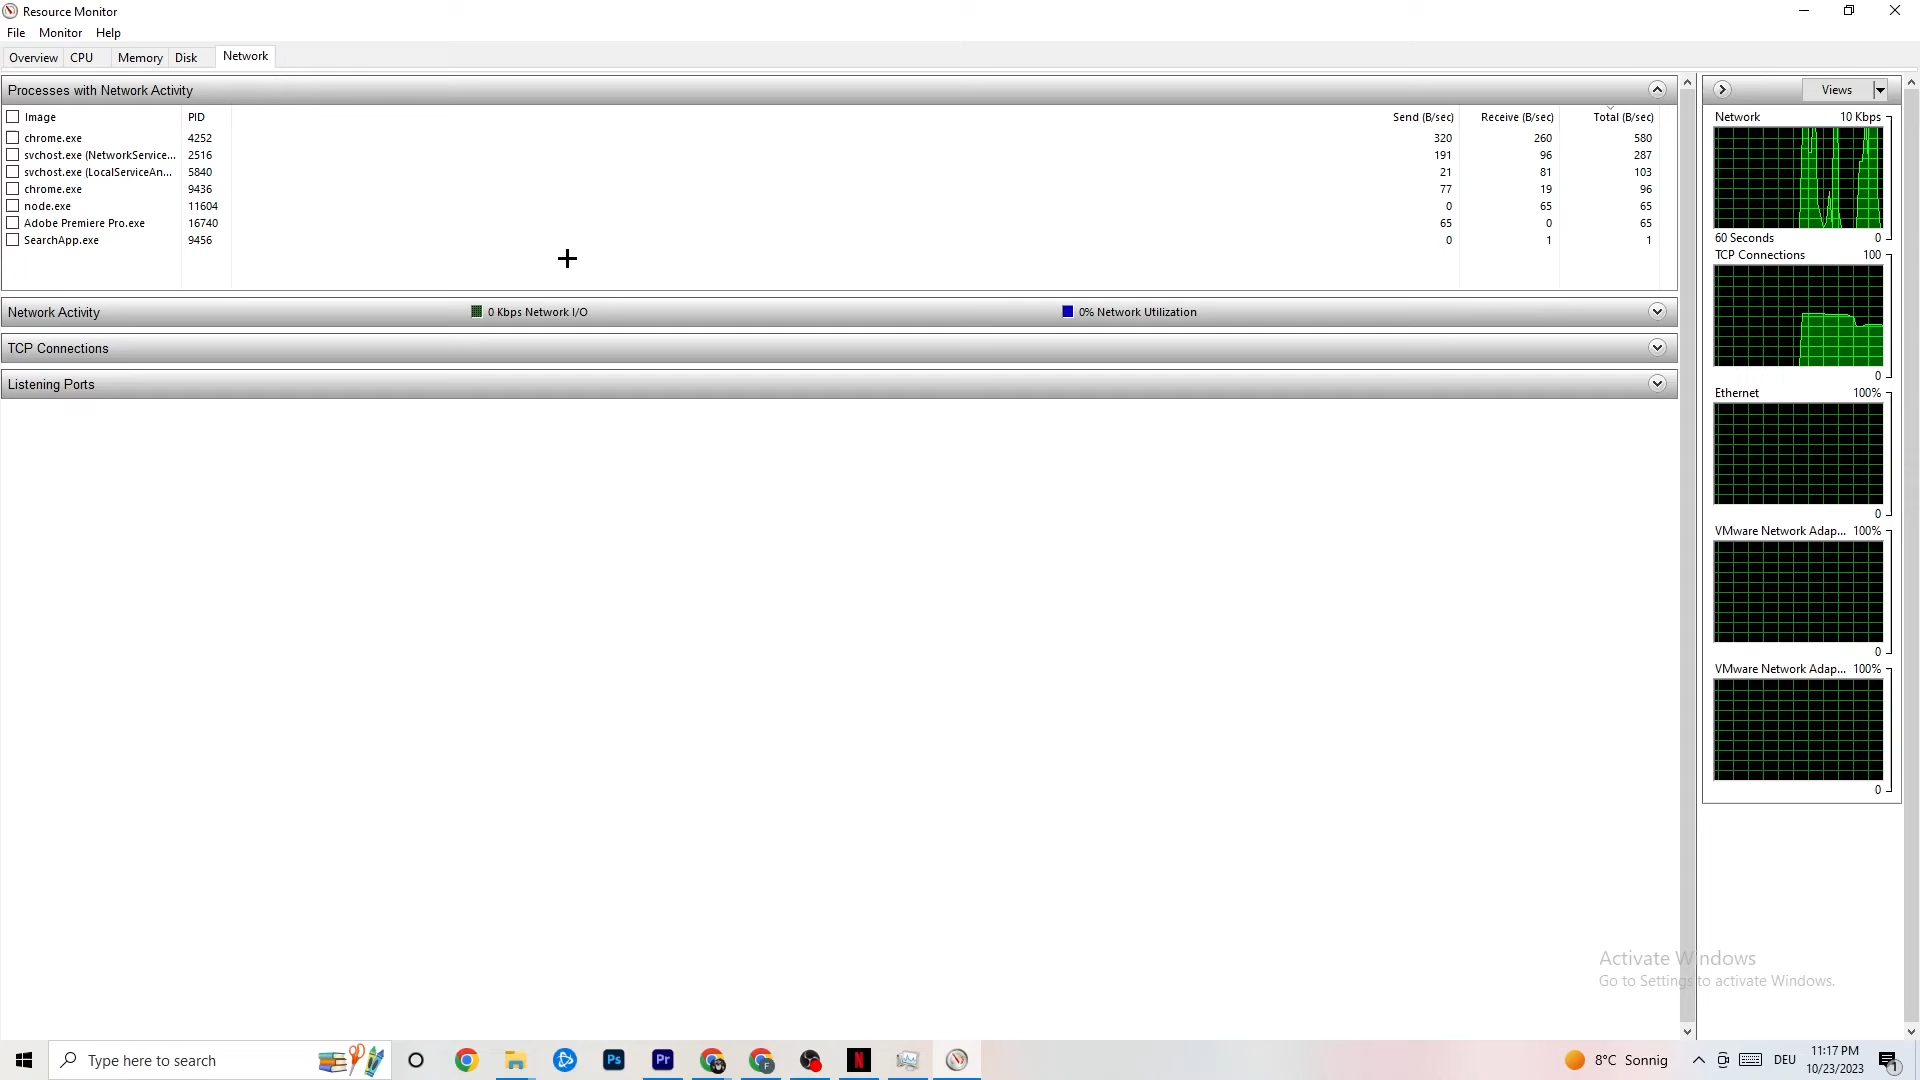 Resource Monitor
File Monitor Help
Overview CPU Memory Disk Network
Processes with Network Activity
Image PID Send (B/sec) Receive (B/sec) Total (B/sec)
chrome.exe 4252 320 260 580
svchost.exe (NetworkService... 2516 191 96 287
svchost.exe (LocalServiceAn... 5840 21 81 103
chrome.exe 9436 77 19 96
node.exe 11604 0 65 65
Adobe Premiere Pro.exe 16740 65 0 65
SearchApp.exe 9456 0 1 1
Network Activity 0 Kbps Network I/O 0% Network Utilization
TCP Connections
Listening Ports
Views
Network 10 Kbps
60 Seconds 0
TCP Connections 100
0
Ethernet 100%
0
VMware Network Adap... 100%
0
VMware Network Adap... 100%
0
Activate Windows
Go to Settings to activate Windows.
Type here to search
Ps
Pr
F
N
8°C Sonnig
DEU
11:17 PM
10/23/2023
1